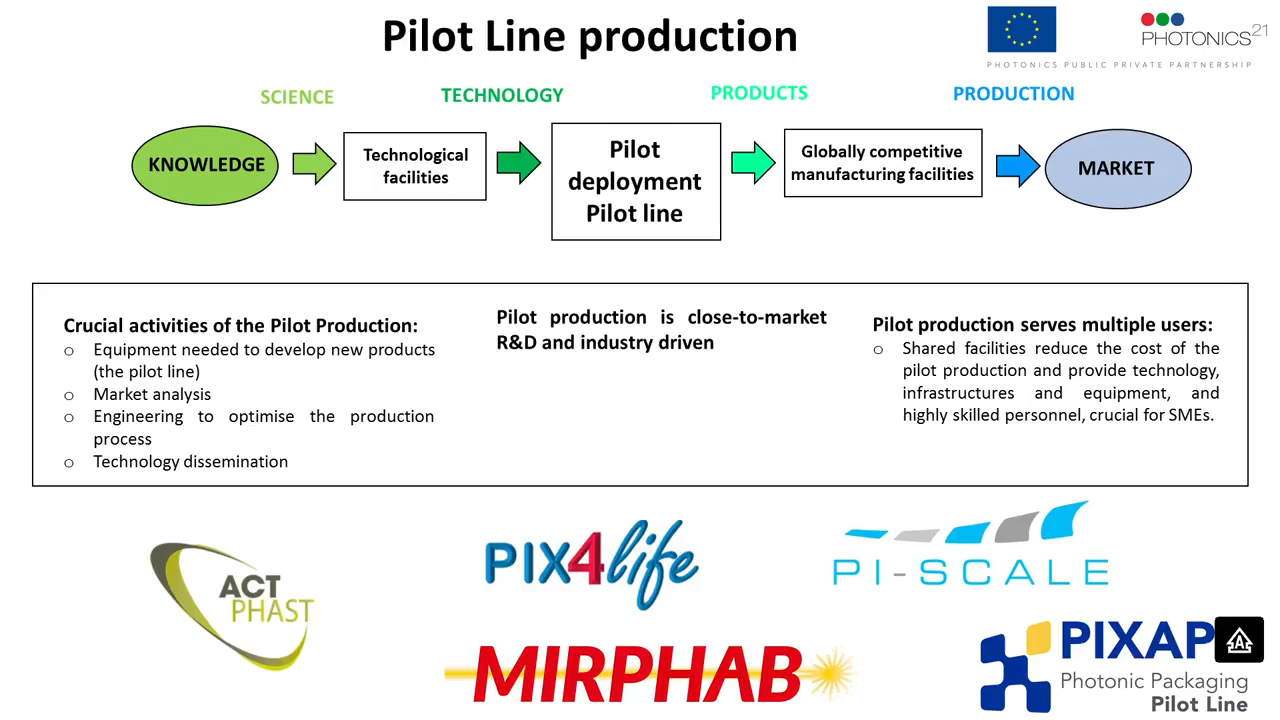 Pilot Line production
PHOTONICS²¹
PHOTONICS PUBLIC PRIVATE PARTNERSHIP
SCIENCE
TECHNOLOGY
PRODUCTS
PRODUCTION
KNOWLEDGE
Technological
facilities
Pilot
deployment
Pilot line
Globally competitive
manufacturing facilities
MARKET
Crucial activities of the Pilot Production:
o Equipment needed to develop new products
(the pilot line)
o Market analysis
o Engineering to optimise the production
process
o Technology dissemination
Pilot production is close-to-market
R&D and industry driven
Pilot production serves multiple users:
o Shared facilities reduce the cost of the
pilot production and provide technology,
infrastructures and equipment, and
highly skilled personnel, crucial for SMEs.
ACT
PHAST
PIX4life
PI-SCALE
MIRPHAB
PIXAP
Photonic Packaging
Pilot Line